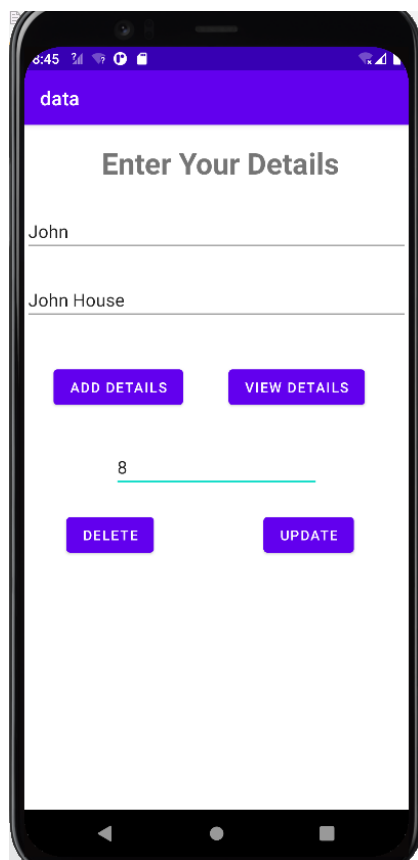 8:45
data
Enter Your Details
John
John House
ADD DETAILS VIEW DETAILS
8
DELETE UPDATE